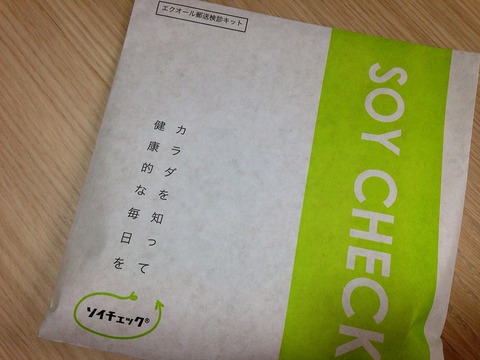 エクオール郵送検診キット
SOY CHECK
カラダを知って
健康的な毎日を
ソイチェック®